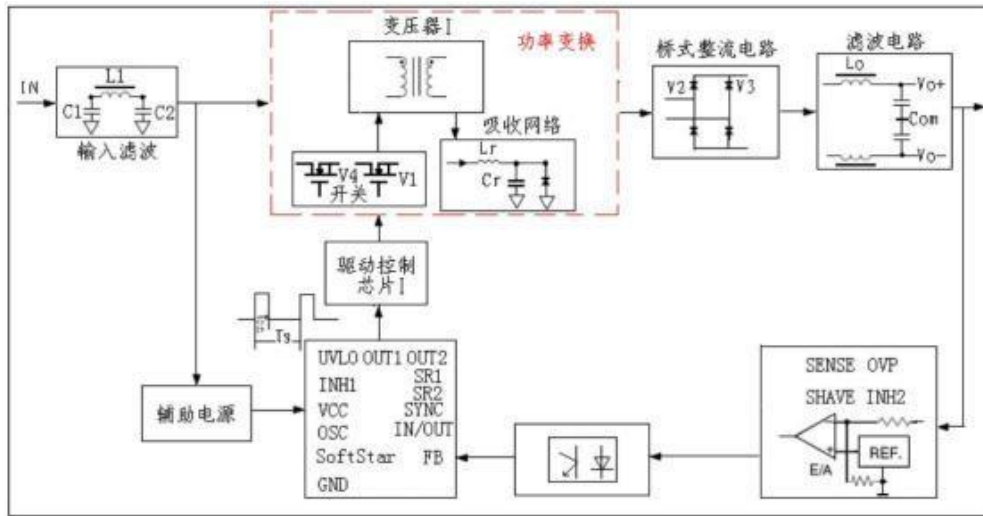 变压器I
功率变换
桥式整流电路
滤波电路
IN
L1
C1
C2
输入滤波
吸收网络
Lr
Cr
V4
V1
开关
V2
V3
Lo
Vo+
Com
Vo-
驱动控制
芯片I
Ts
UVLO OUT1 OUT2
INH1
SR1
SR2
VCC
SYNC
OSC
IN/OUT
SoftStar
FB
GND
辅助电源
SENSE OVP
SHAVE INH2
E/A
REF.